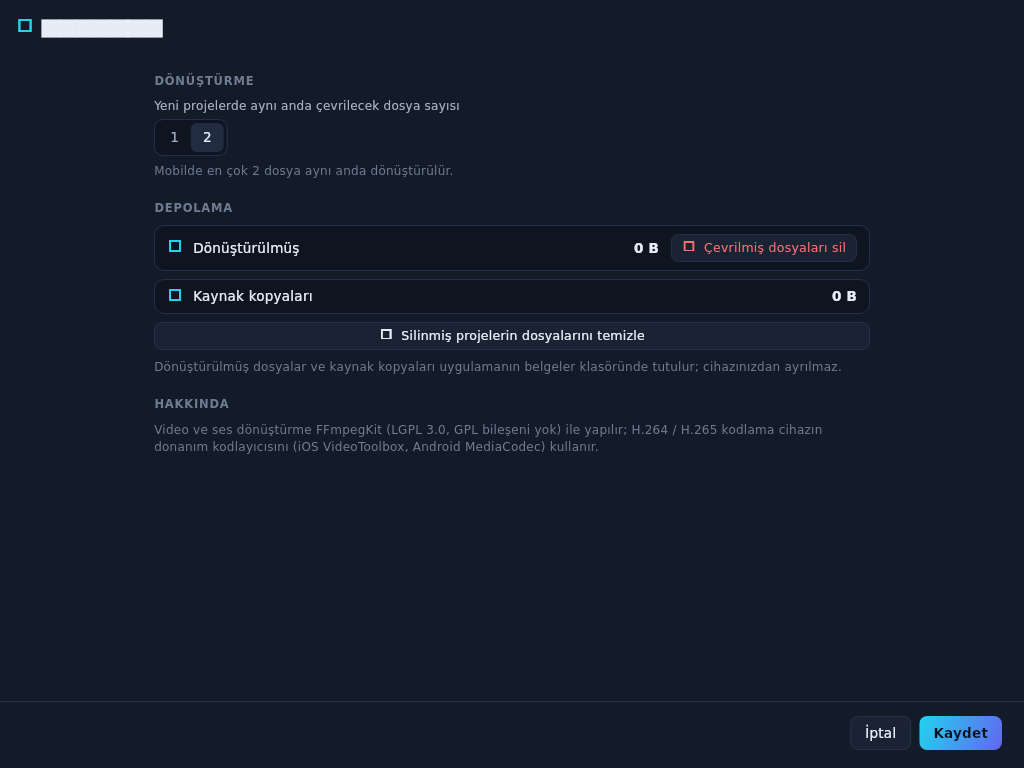 DÖNÜŞTÜRME
Yeni projelerde aynı anda çevrilecek dosya sayısı
1 2
Mobilde en çok 2 dosya aynı anda dönüştürülür.
DEPOLAMA
Dönüştürülmüş 0 B Çevrilmiş dosyaları sil
Kaynak kopyaları 0 B
Silinmiş projelerin dosyalarını temizle
Dönüştürülmüş dosyalar ve kaynak kopyaları uygulamanın belgeler klasöründe tutulur; cihazınızdan ayrılmaz.
HAKKINDA
Video ve ses dönüştürme FFmpegKit (LGPL 3.0, GPL bileşeni yok) ile yapılır; H.264 / H.265 kodlama cihazın
donanım kodlayıcısını (iOS VideoToolbox, Android MediaCodec) kullanır.
İptal Kaydet